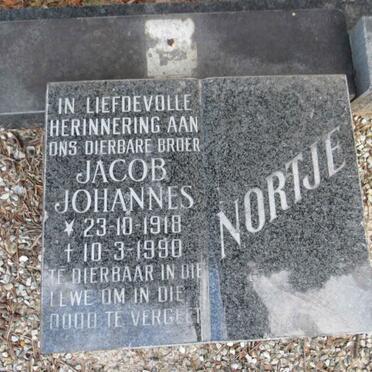 IN LIEFDEVOLLE
HERINNERING AAN
ONS DIERBARE BROER
JACOB
JOHANNES
* 23-10-1918
† 10-3-1990
TE DIERBAAR IN DIE
LEWE OM IN DIE
DOOD TE VERGEET
NORTJE